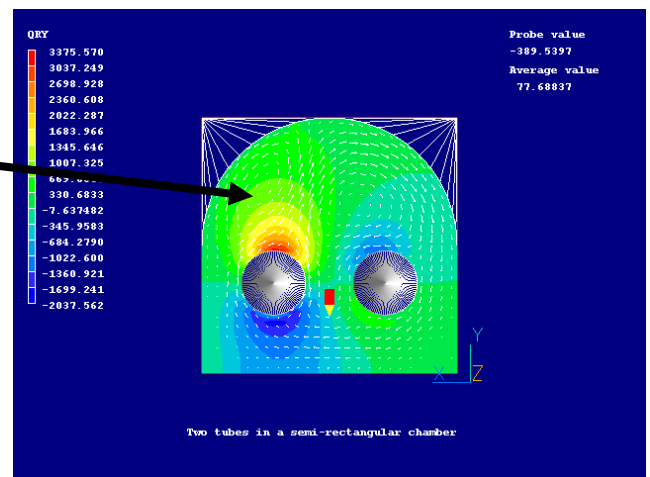 QRY
Probe value
-389.5397
Average value
77.68837
3375.570
3037.249
2698.928
2360.608
2022.287
1683.966
1345.646
1007.325
330.6833
-7.637482
-345.9583
-684.2790
-1022.600
-1360.921
-1699.241
-2037.562
Y
X
Z
Two tubes in a semi-rectangular chamber